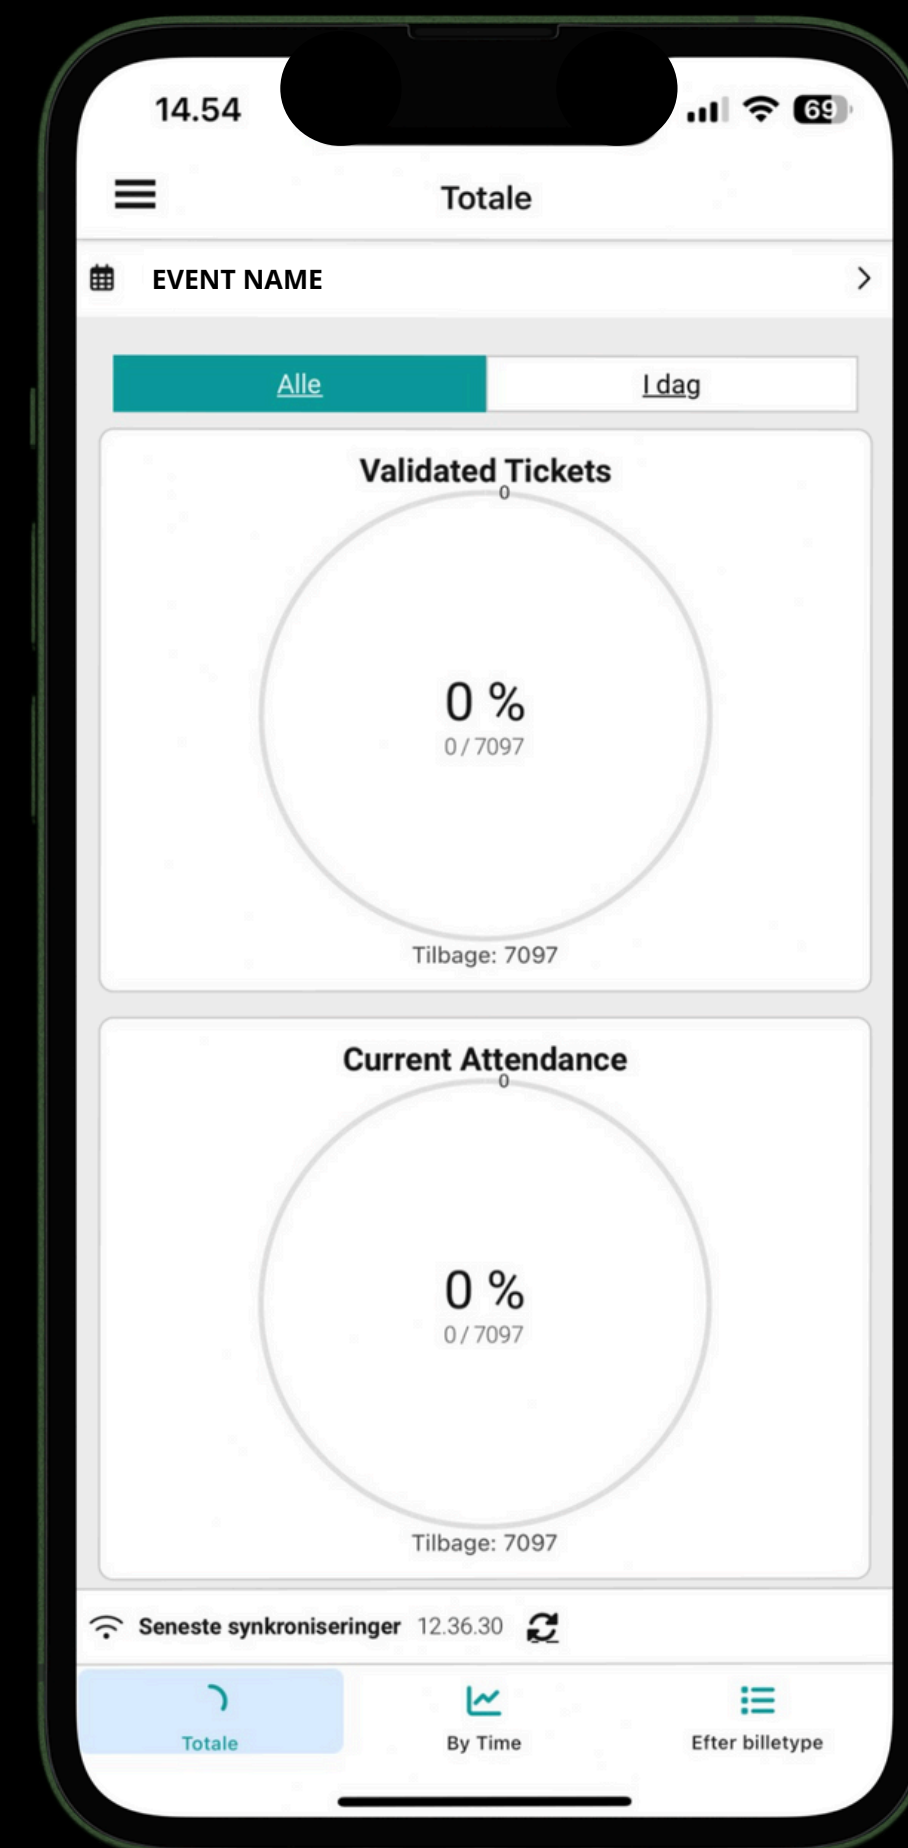 14.54
69
Totale
EVENT NAME
Alle
I dag
Validated Tickets
0
0 %
0 / 7097
Tilbage: 7097
Current Attendance
0
0 %
0 / 7097
Tilbage: 7097
Seneste synkroniseringer 12.36.30
Totale
By Time
Efter billetype